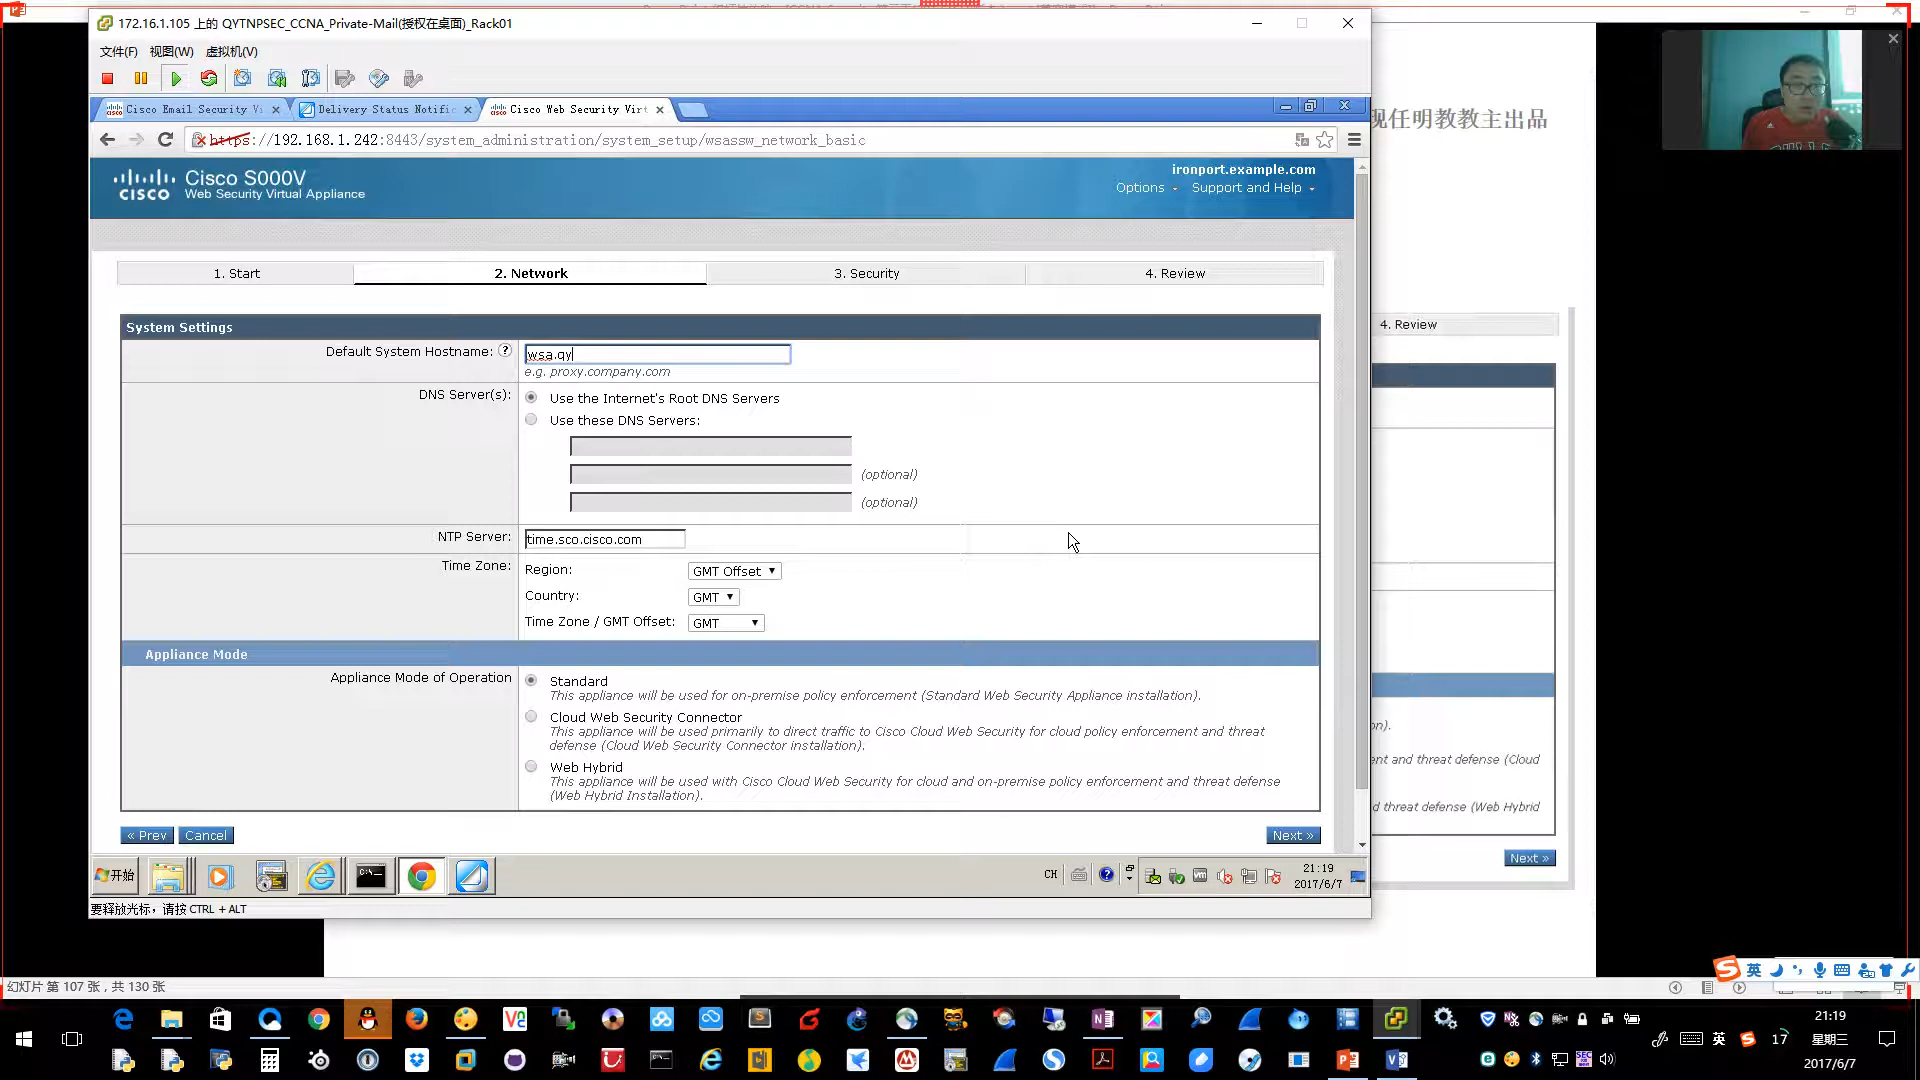 172.16.1.105 上的 QYTNPSEC_CCNA_Private-Mail(授权在桌面)_Rack01
文件(F) 视图(W) 虚拟机(V)
Cisco Email Security Vi
Delivery Status Notific
Cisco Web Security Virt
https://192.168.1.242:8443/system_administration/system_setup/wsassw_network_basic
现任明教教主出品
CISCO
Cisco S000V
Web Security Virtual Appliance
ironport.example.com
Options
Support and Help
1. Start
2. Network
3. Security
4. Review
4. Review
System Settings
Default System Hostname: ?
wsa.qy
e.g. proxy.company.com
DNS Server(s):
Use the Internet's Root DNS Servers
Use these DNS Servers:
(optional)
(optional)
NTP Server:
time.sco.cisco.com
Time Zone:
Region:
GMT Offset
Country:
GMT
Time Zone / GMT Offset:
GMT
Appliance Mode
Appliance Mode of Operation
Standard
This appliance will be used for on-premise policy enforcement (Standard Web Security Appliance installation).
Cloud Web Security Connector
This appliance will be used primarily to direct traffic to Cisco Cloud Web Security for cloud policy enforcement and threat
defense (Cloud Web Security Connector installation).
Web Hybrid
This appliance will be used with Cisco Cloud Web Security for cloud and on-premise policy enforcement and threat defense
(Web Hybrid Installation).
on).
ent and threat defense (Cloud
d threat defense (Web Hybrid
« Prev
Cancel
Next »
Next »
开始
CH
21:19
2017/6/7
要释放光标，请按 CTRL + ALT
幻灯片 第 107 张，共 130 张
英
英
17
21:19
星期三
2017/6/7